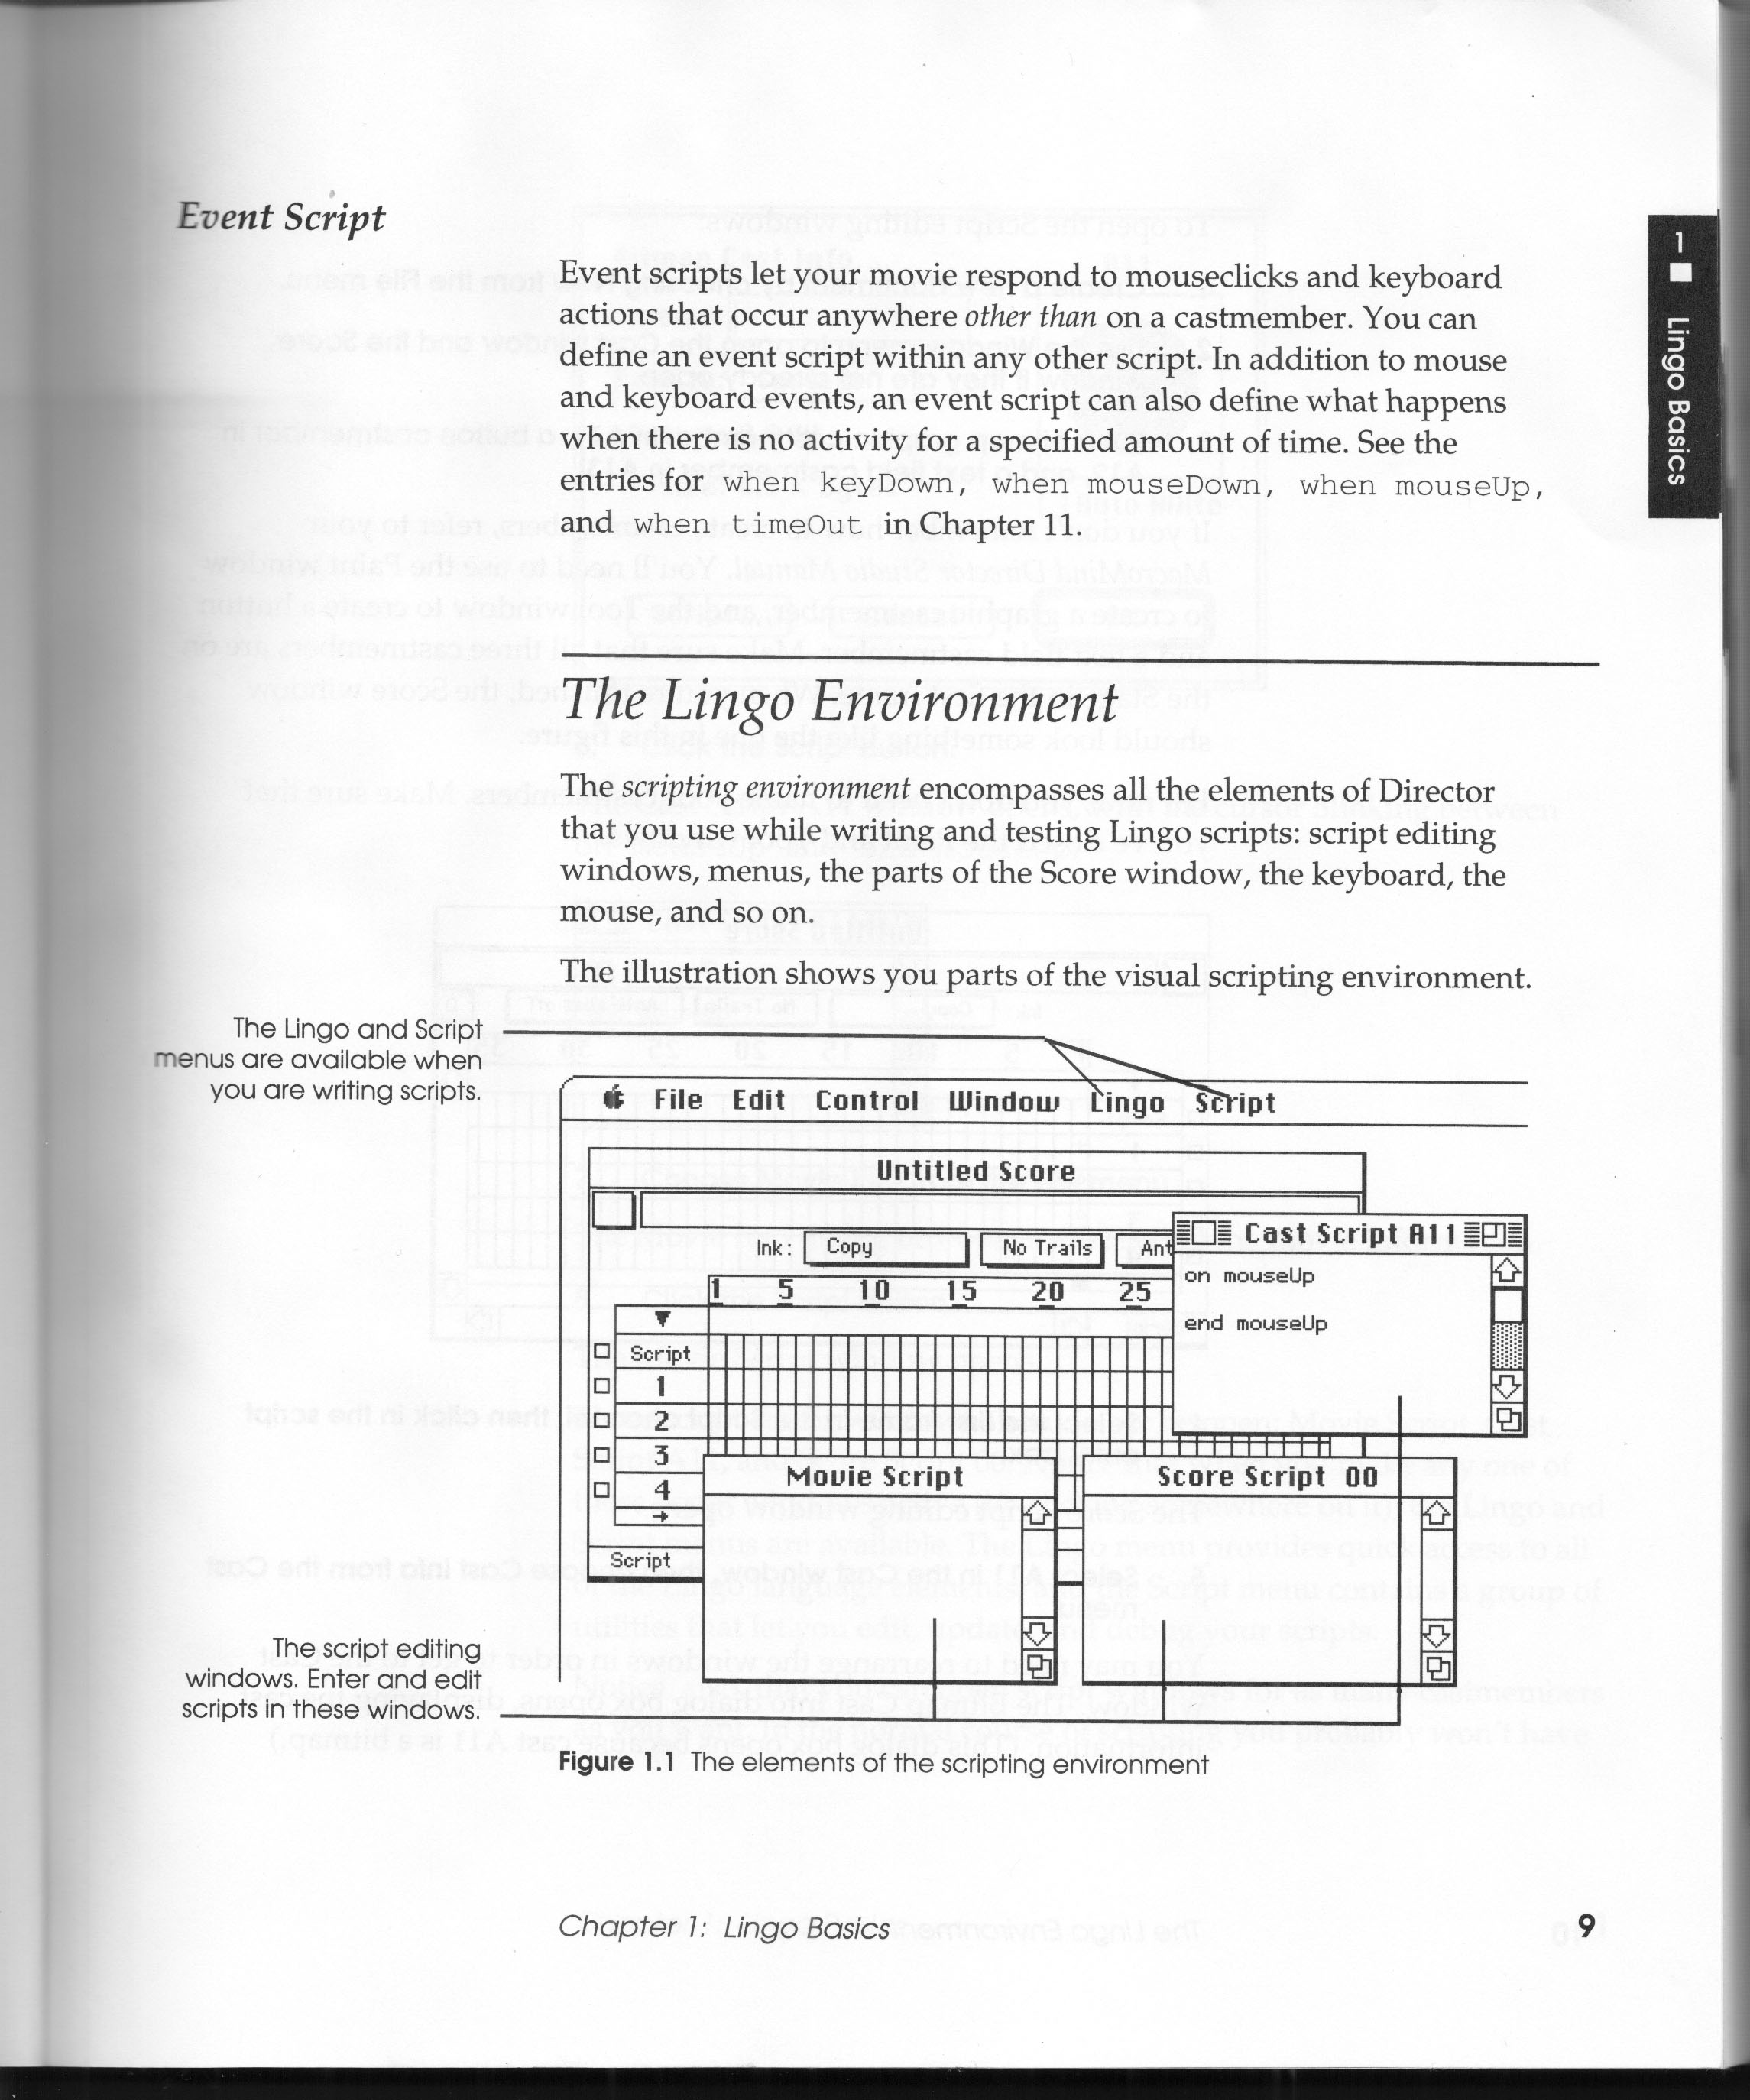 Event Script
Event scripts let your movie respond to mouseclicks and keyboard
actions that occur anywhere other than on a castmember. You can
define an event script within any other script. In addition to mouse
and keyboard events, an event script can also define what happens
when there is no activity for a specified amount of time. See the
entries for when keyDown, when mouseDown, when mouseUp,
and when timeOut in Chapter 11.
1
Lingo Basics
The Lingo Environment
The scripting environment encompasses all the elements of Director
that you use while writing and testing Lingo scripts: script editing
windows, menus, the parts of the Score window, the keyboard, the
mouse, and so on.
The illustration shows you parts of the visual scripting environment.
The Lingo and Script
menus are available when
you are writing scripts.
File Edit Control Window Lingo Script
Untitled Score
Ink: Copy No Trails Ant
1 5 10 15 20 25
Script
1
2
3
4
Script
Cast Script A11
on mouseUp
end mouseUp
Movie Script
Score Script 00
The script editing
windows. Enter and edit
scripts in these windows.
Figure 1.1 The elements of the scripting environment
Chapter 1: Lingo Basics 9